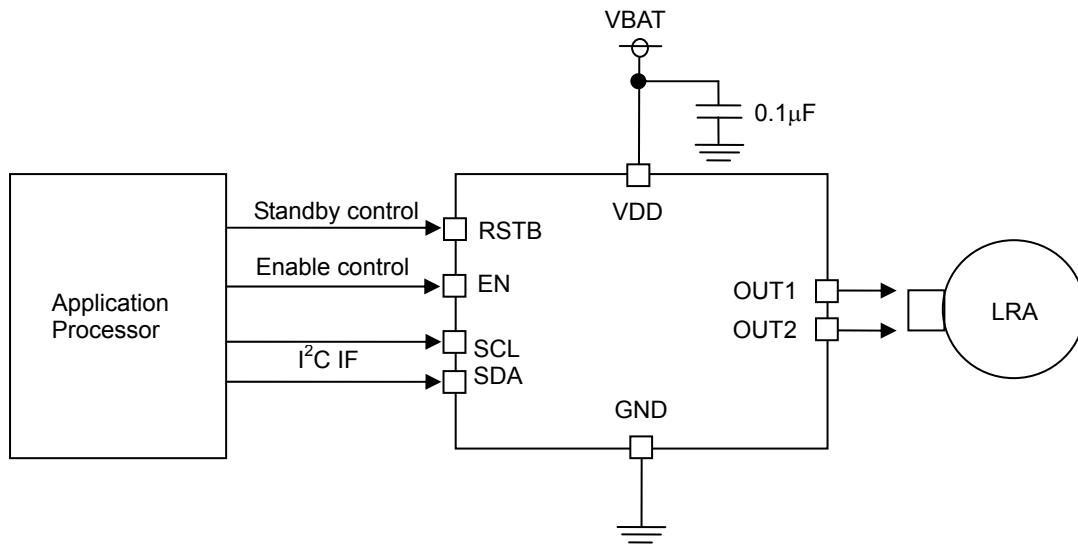 VBAT
0.1μF
VDD
Standby control
RSTB
Enable control
EN
Application
Processor
I²C IF
SCL
SDA
OUT1
OUT2
LRA
GND